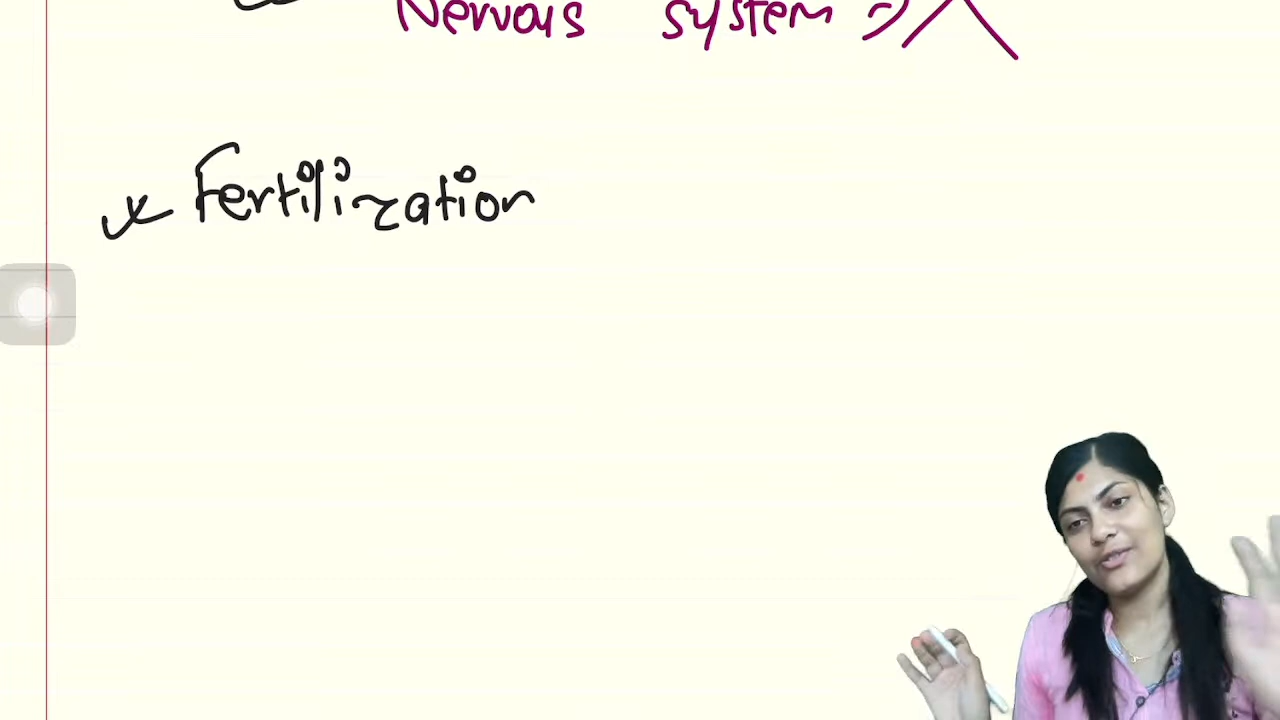 Nervous system ⇒
* Fertilization